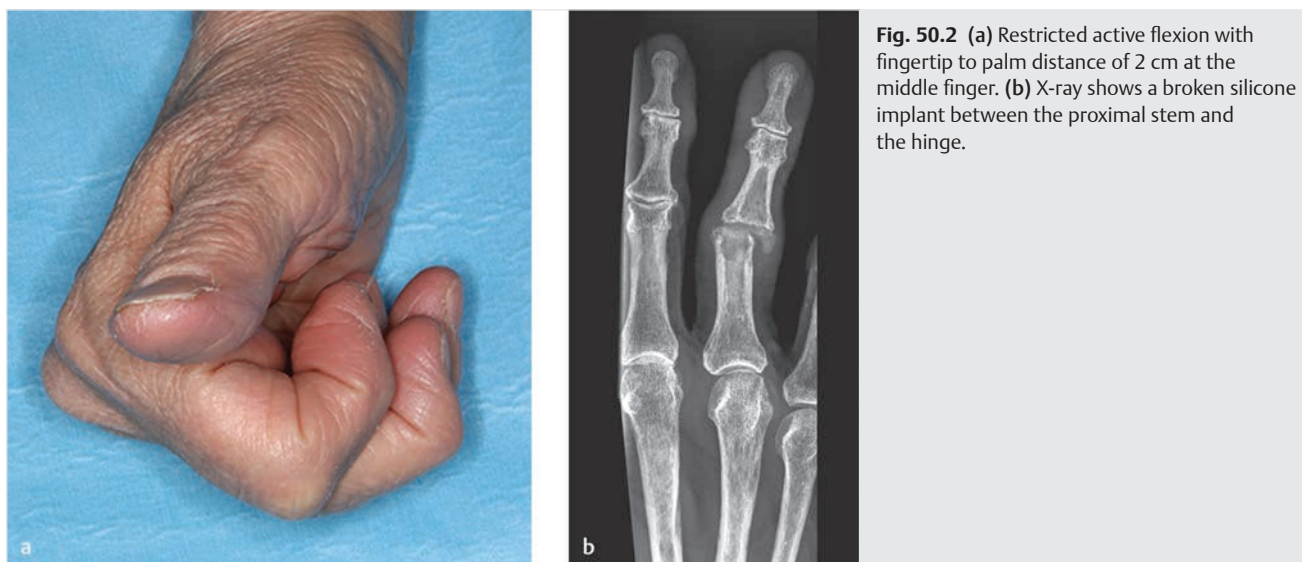 a
b
Fig. 50.2 (a) Restricted active flexion with
fingertip to palm distance of 2 cm at the
middle finger. (b) X-ray shows a broken silicone
implant between the proximal stem and
the hinge.